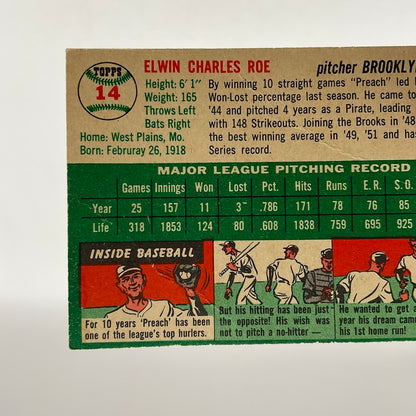 TOPPS
14
ELWIN CHARLES ROE pitcher BROOKLYN
Height: 6' 1"
Weight: 165
Throws Left
Bats Right
Home: West Plains, Mo.
Born: Februray 26, 1918
By winning 10 straight games "Preach" led
Won-Lost percentage last season. He came to
'44 and pitched 4 years as a Pirate, leading
with 148 Strikeouts. Joining the Brooks in '4
the best winning average in '49, '51 and has
Series record.
MAJOR LEAGUE PITCHING RECORD
Games Innings Won Lost Pct. Hits Runs E.R. S.O.
Year 25 157 11 3 .786 171 78 76 85
Life 318 1853 124 80 .608 1838 759 695 925
INSIDE BASEBALL
For 10 years 'Preach' has been
one of the league's top hurlers.
But his hitting has been just
the opposite! His wish was
not to pitch a no-hitter —
He wanted to get a
year his dream came
his 1st home run!